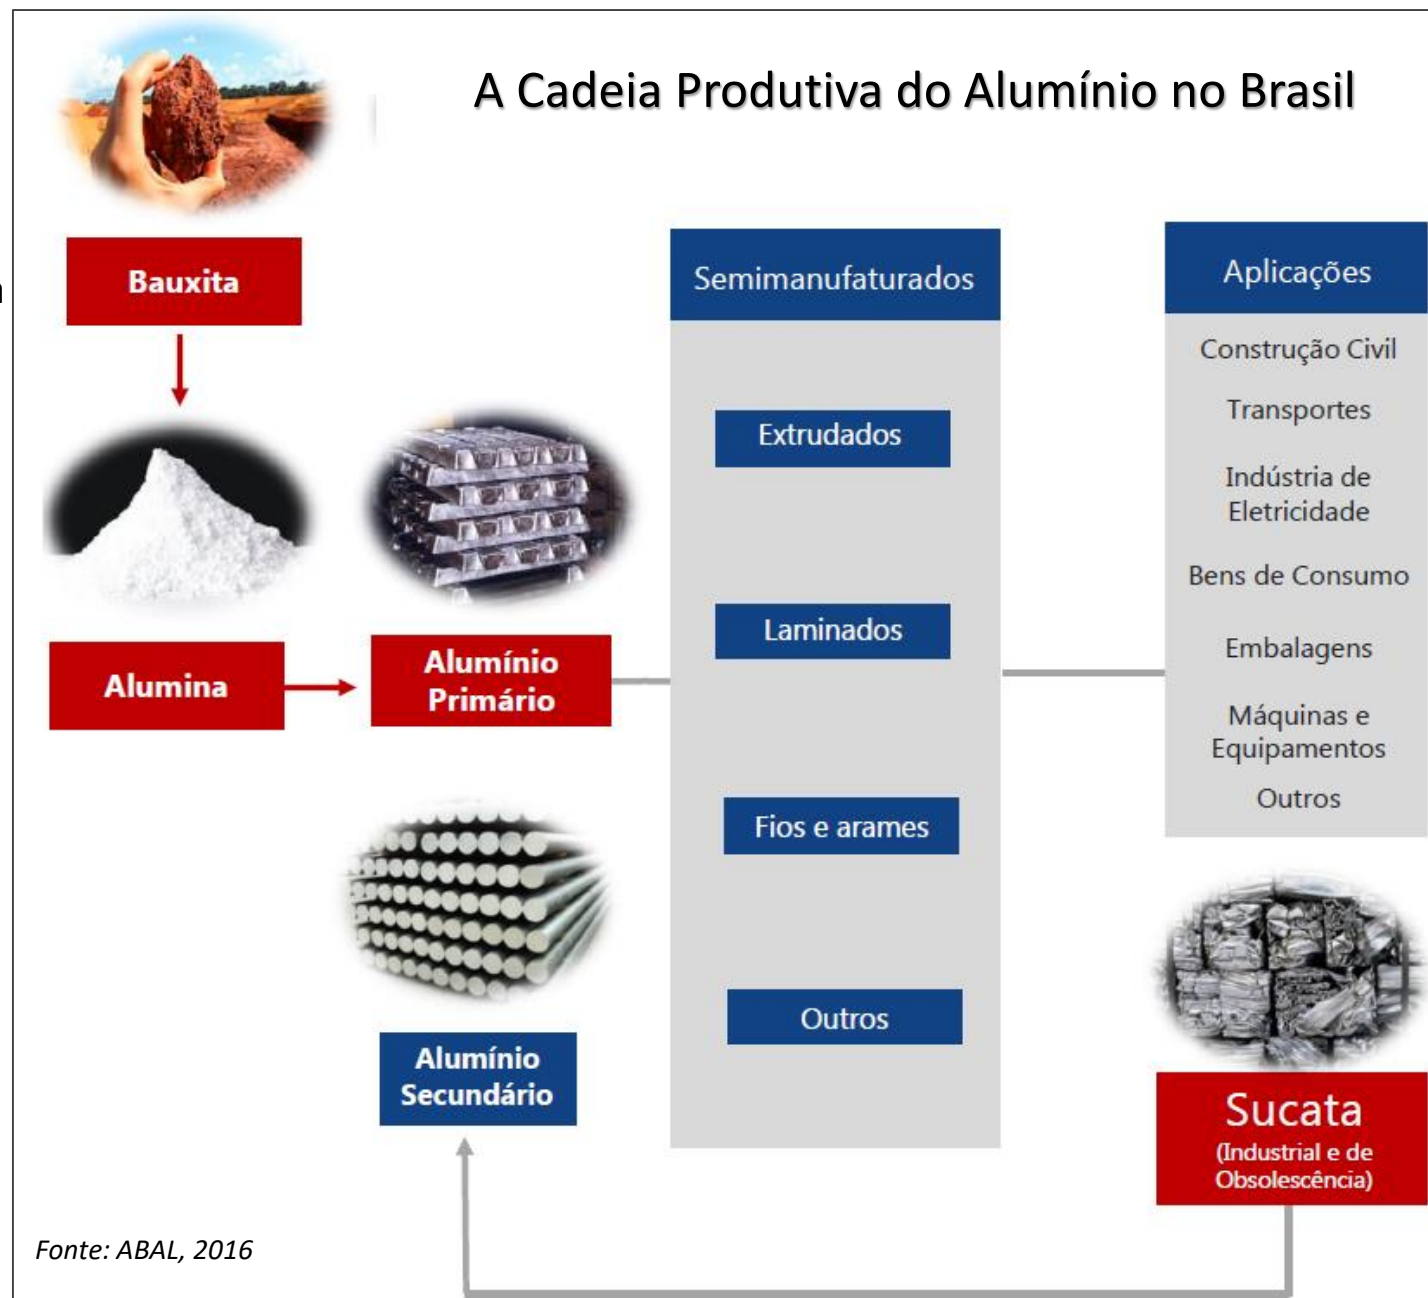 A Cadeia Produtiva do Alumínio no Brasil
Bauxita
Alumina
Alumínio
Primário
Alumínio
Secundário
Semimanufaturados
Extrudados
Laminados
Fios e arames
Outros
Aplicações
Construção Civil
Transportes
Indústria de
Eletricidade
Bens de Consumo
Embalagens
Máquinas e
Equipamentos
Outros
Sucata
(Industrial e de
Obsolescência)
Fonte: ABAL, 2016